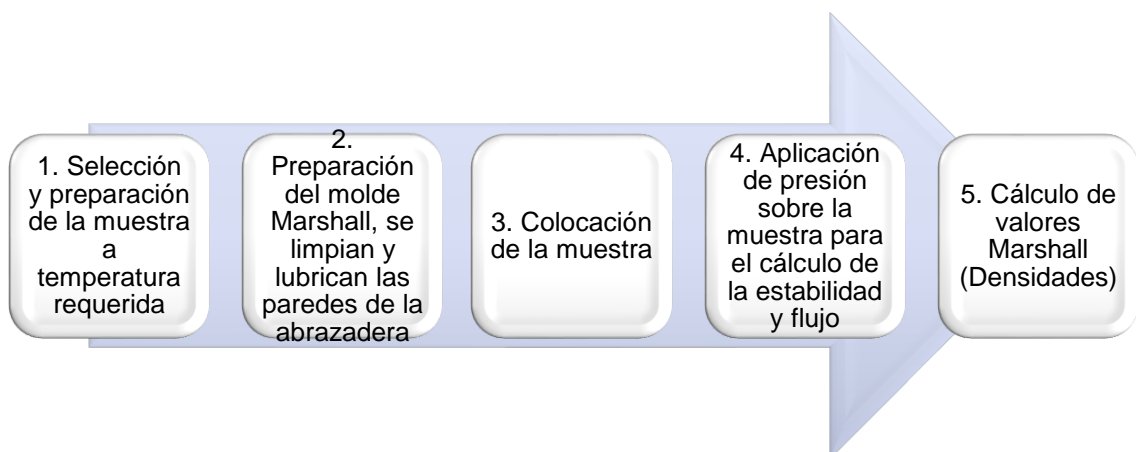 1. Selección
y preparación
de la muestra
a
temperatura
requerida
2.
Preparación
del molde
Marshall, se
limpian y
lubrican las
paredes de la
abrazadera
3. Colocación
de la muestra
4. Aplicación
de presión
sobre la
muestra para
el cálculo de
la estabilidad
y flujo
5. Cálculo de
valores
Marshall
(Densidades)